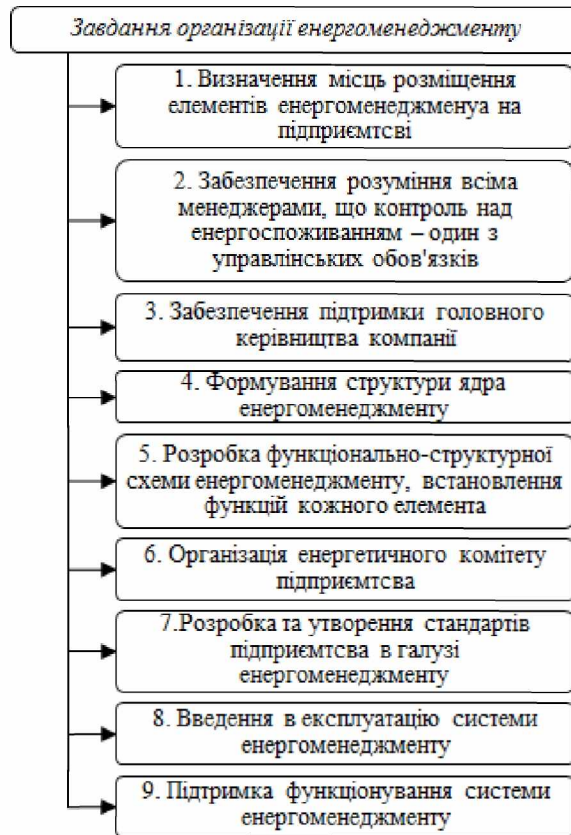 Завдання організації енергоменеджменту
1. Визначення місць розміщення
елементів енергоменеджменуа на
підприємтсві
2. Забезпечення розуміння всіма
менеджерами, що контроль над
енергоспоживанням – один з
управлінських обов'язків
3. Забезпечення підтримки головного
керівництва компанії
4. Формування структури ядра
енергоменеджменту
5. Розробка функціонально-структурної
схеми енергоменеджменту, встановлення
функцій кожного елемента
6. Організація енергетичного комітету
підприємтсва
7.Розробка та утворення стандартів
підприємтсва в галузі
енергоменеджменту
8. Введення в експлуатацію системи
енергоменеджменту
9. Підтримка функціонування системи
енергоменеджменту